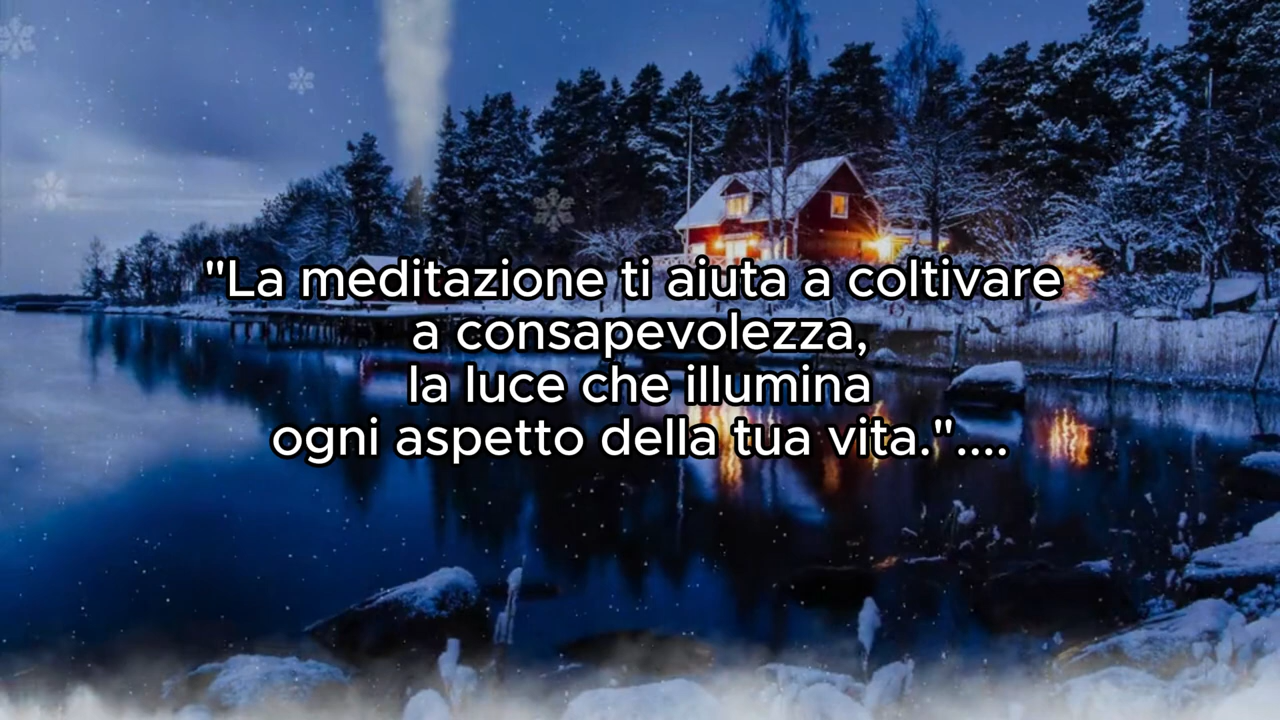 "La meditazione ti aiuta a coltivare
a consapevolezza,
la luce che illumina
ogni aspetto della tua vita."....